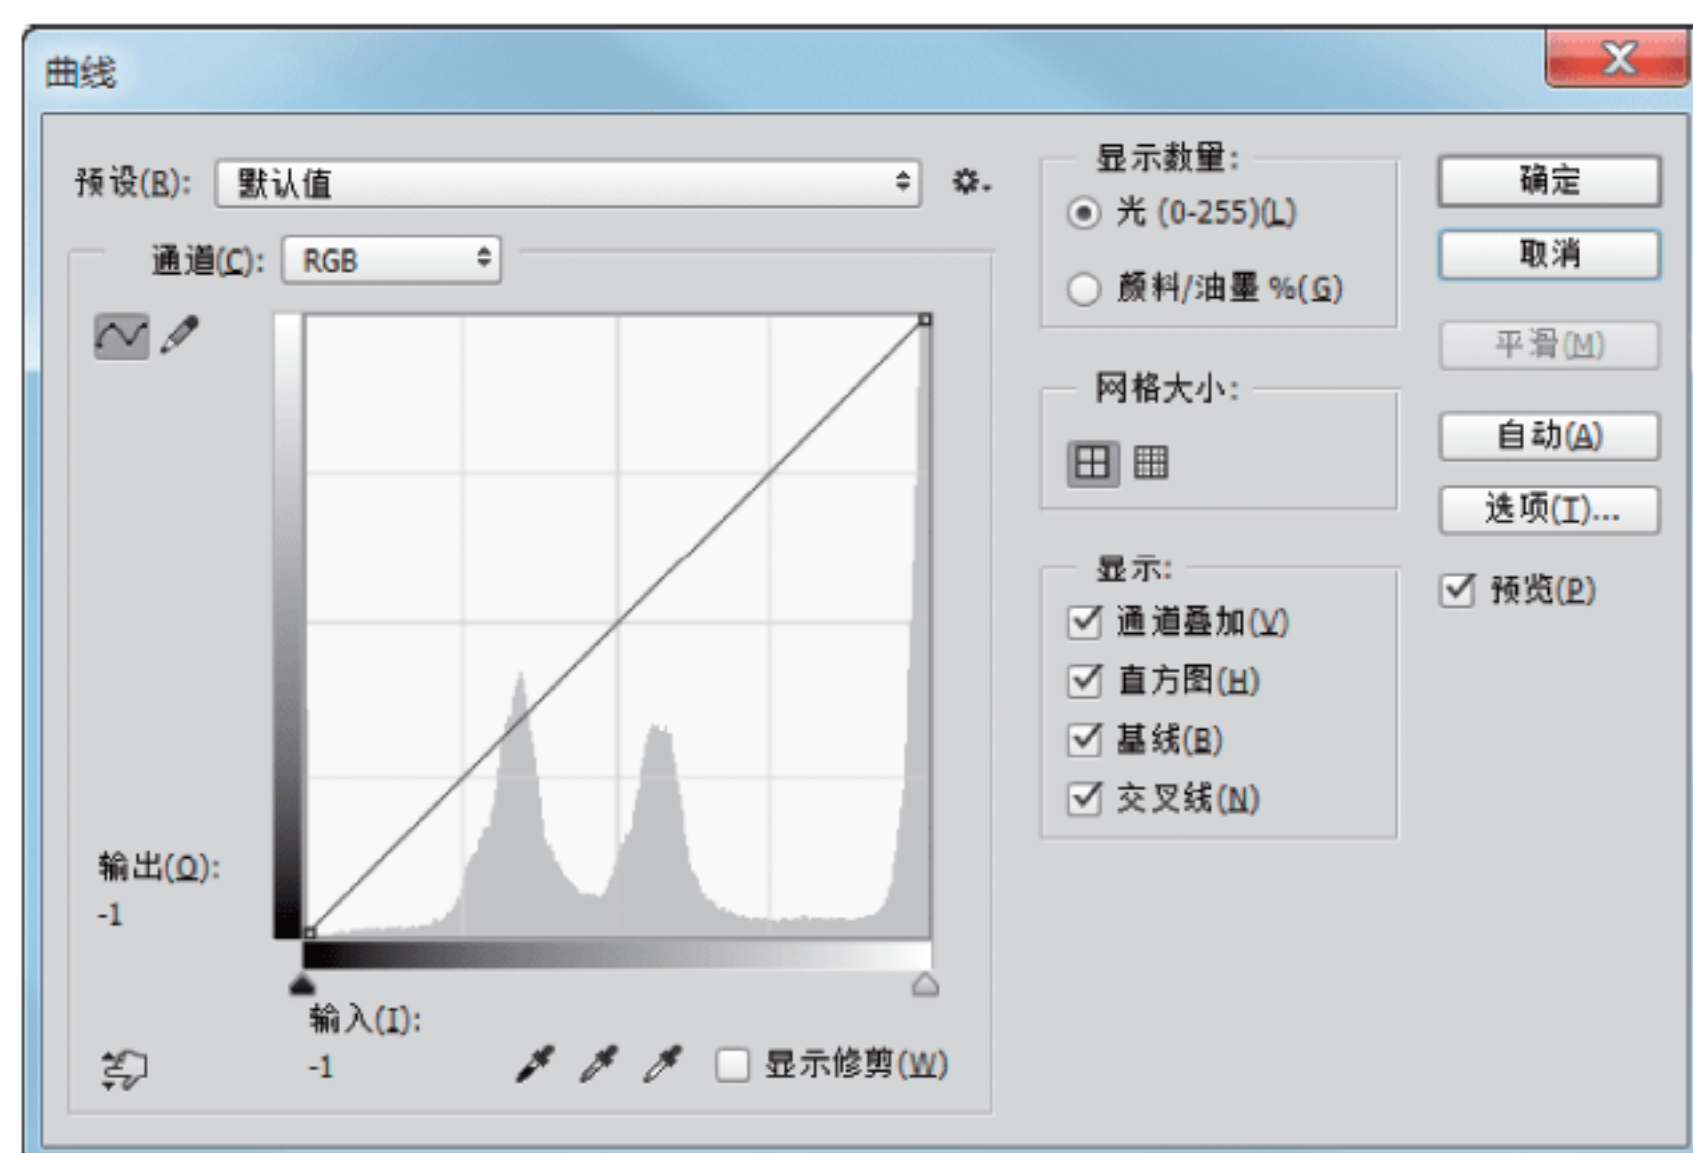 曲线
预设(R): 默认值
通道(C): RGB
输出(O):
-1
输入(I):
-1
显示修剪(W)
显示数量:
光 (0-255)(L)
颜料/油墨 %(G)
网格大小:
显示:
通道叠加(V)
直方图(H)
基线(B)
交叉线(N)
确定
取消
平滑(M)
自动(A)
选项(T)...
预览(P)